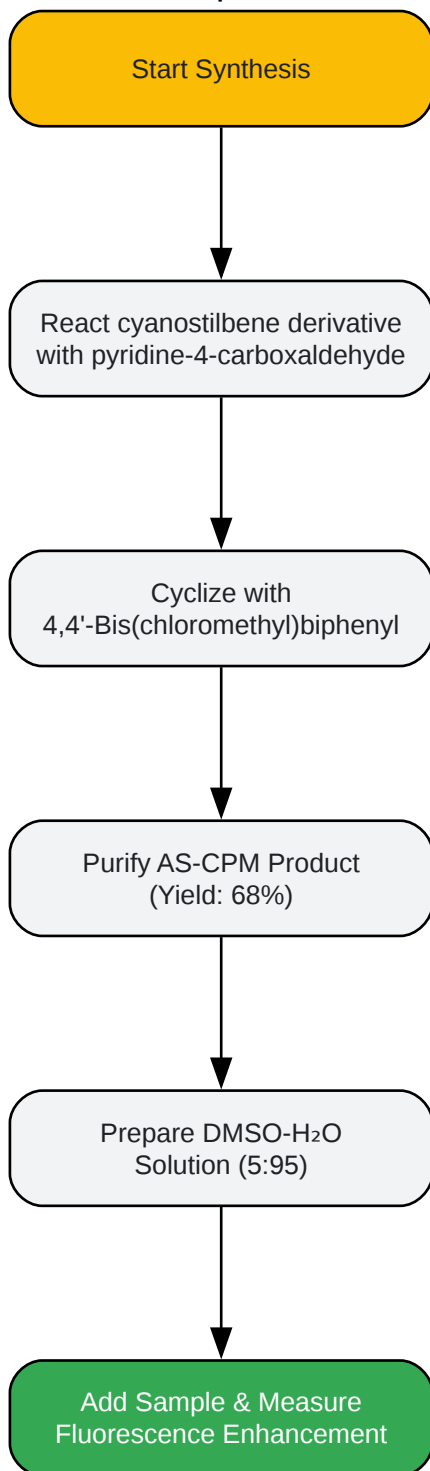 Start Synthesis
React cyanostilbene derivative
with pyridine-4-carboxaldehyde
Cyclize with
4,4'-Bis(chloromethyl)biphenyl
Purify AS-CPM Product
(Yield: 68%)
Prepare DMSO-H₂O
Solution (5:95)
Add Sample & Measure
Fluorescence Enhancement